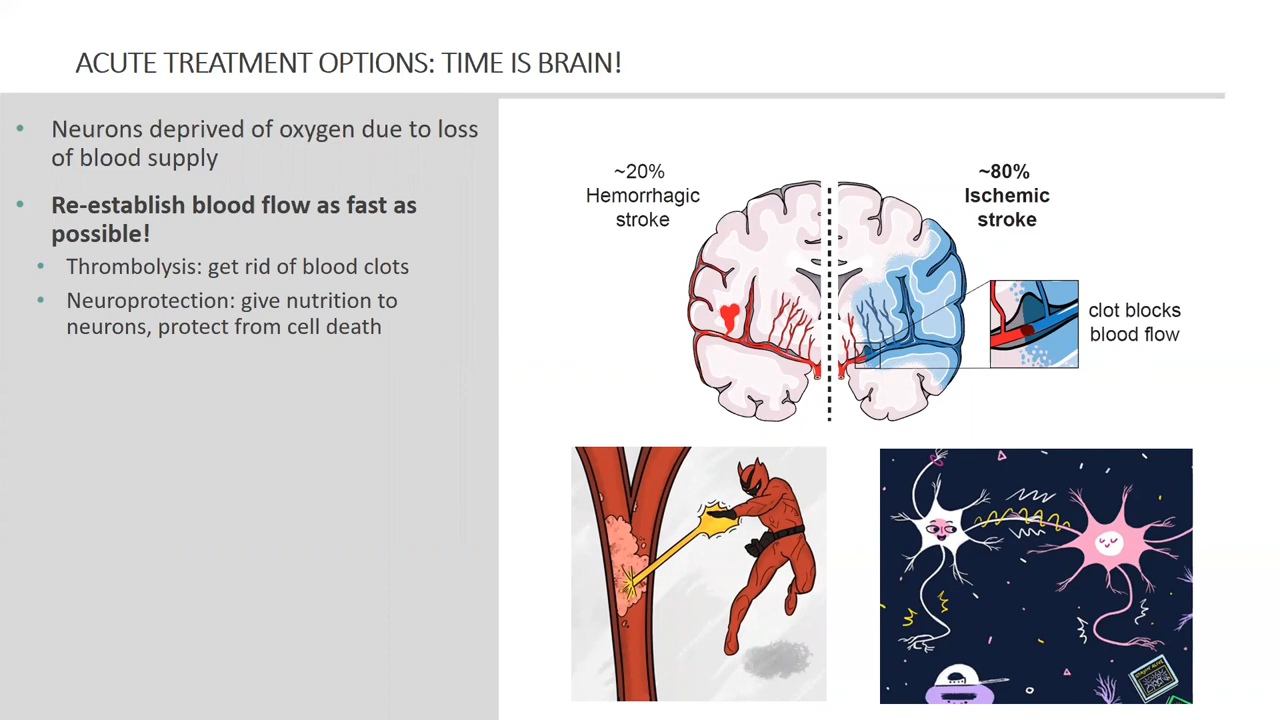 ACUTE TREATMENT OPTIONS: TIME IS BRAIN!
Neurons deprived of oxygen due to loss
of blood supply
Re-establish blood flow as fast as
possible!
Thrombolysis: get rid of blood clots
Neuroprotection: give nutrition to
neurons, protect from cell death
~20%
Hemorrhagic
stroke
~80%
Ischemic
stroke
clot blocks
blood flow